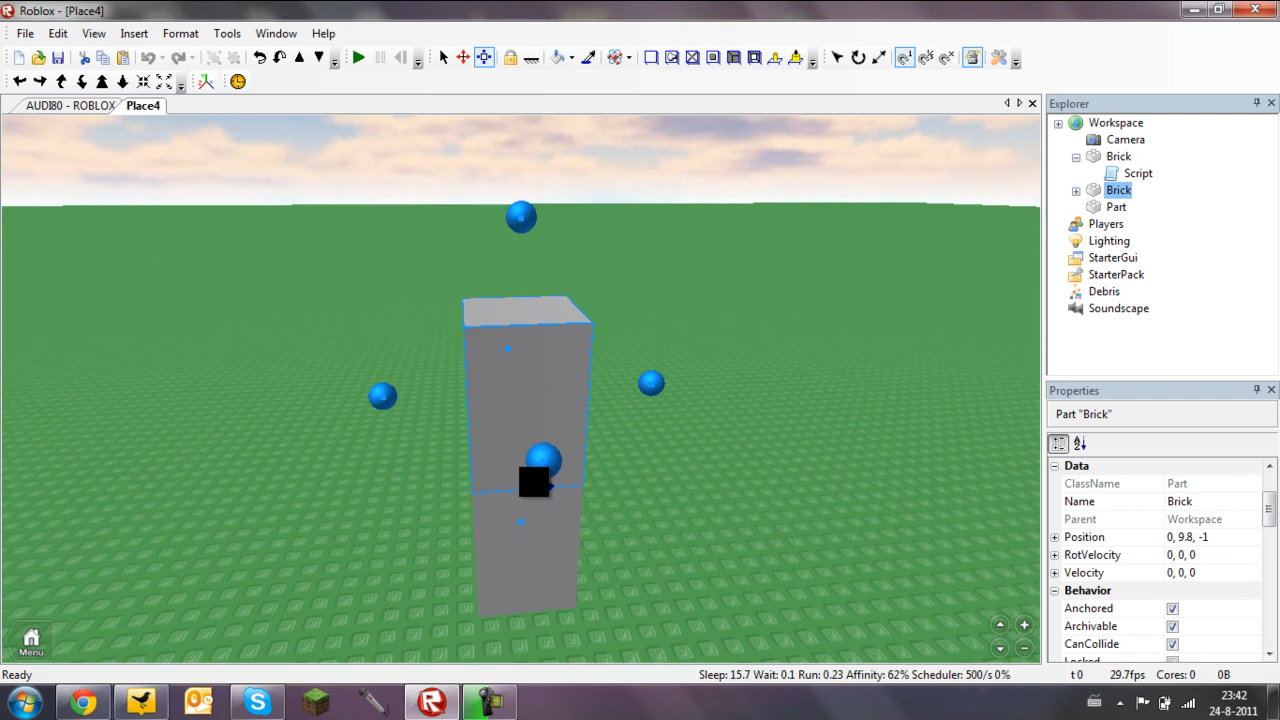 Roblox - [Place4]
File Edit View Insert Format Tools Window Help
AUDI80 - ROBLOX Place4
Explorer
Workspace
Camera
Brick
Script
Brick
Part
Players
Lighting
StarterGui
StarterPack
Debris
Soundscape
Properties
Part "Brick"
Data
ClassName Part
Name Brick
Parent Workspace
Position 0, 9.8, -1
RotVelocity 0, 0, 0
Velocity 0, 0, 0
Behavior
Anchored
Archivable
CanCollide
Locked
Menu
Ready Sleep: 15.7 Wait: 0.1 Run: 0.23 Affinity: 62% Scheduler: 500/s 0% t 0 29.7fps Cores: 0 0B
23:42
24-8-2011